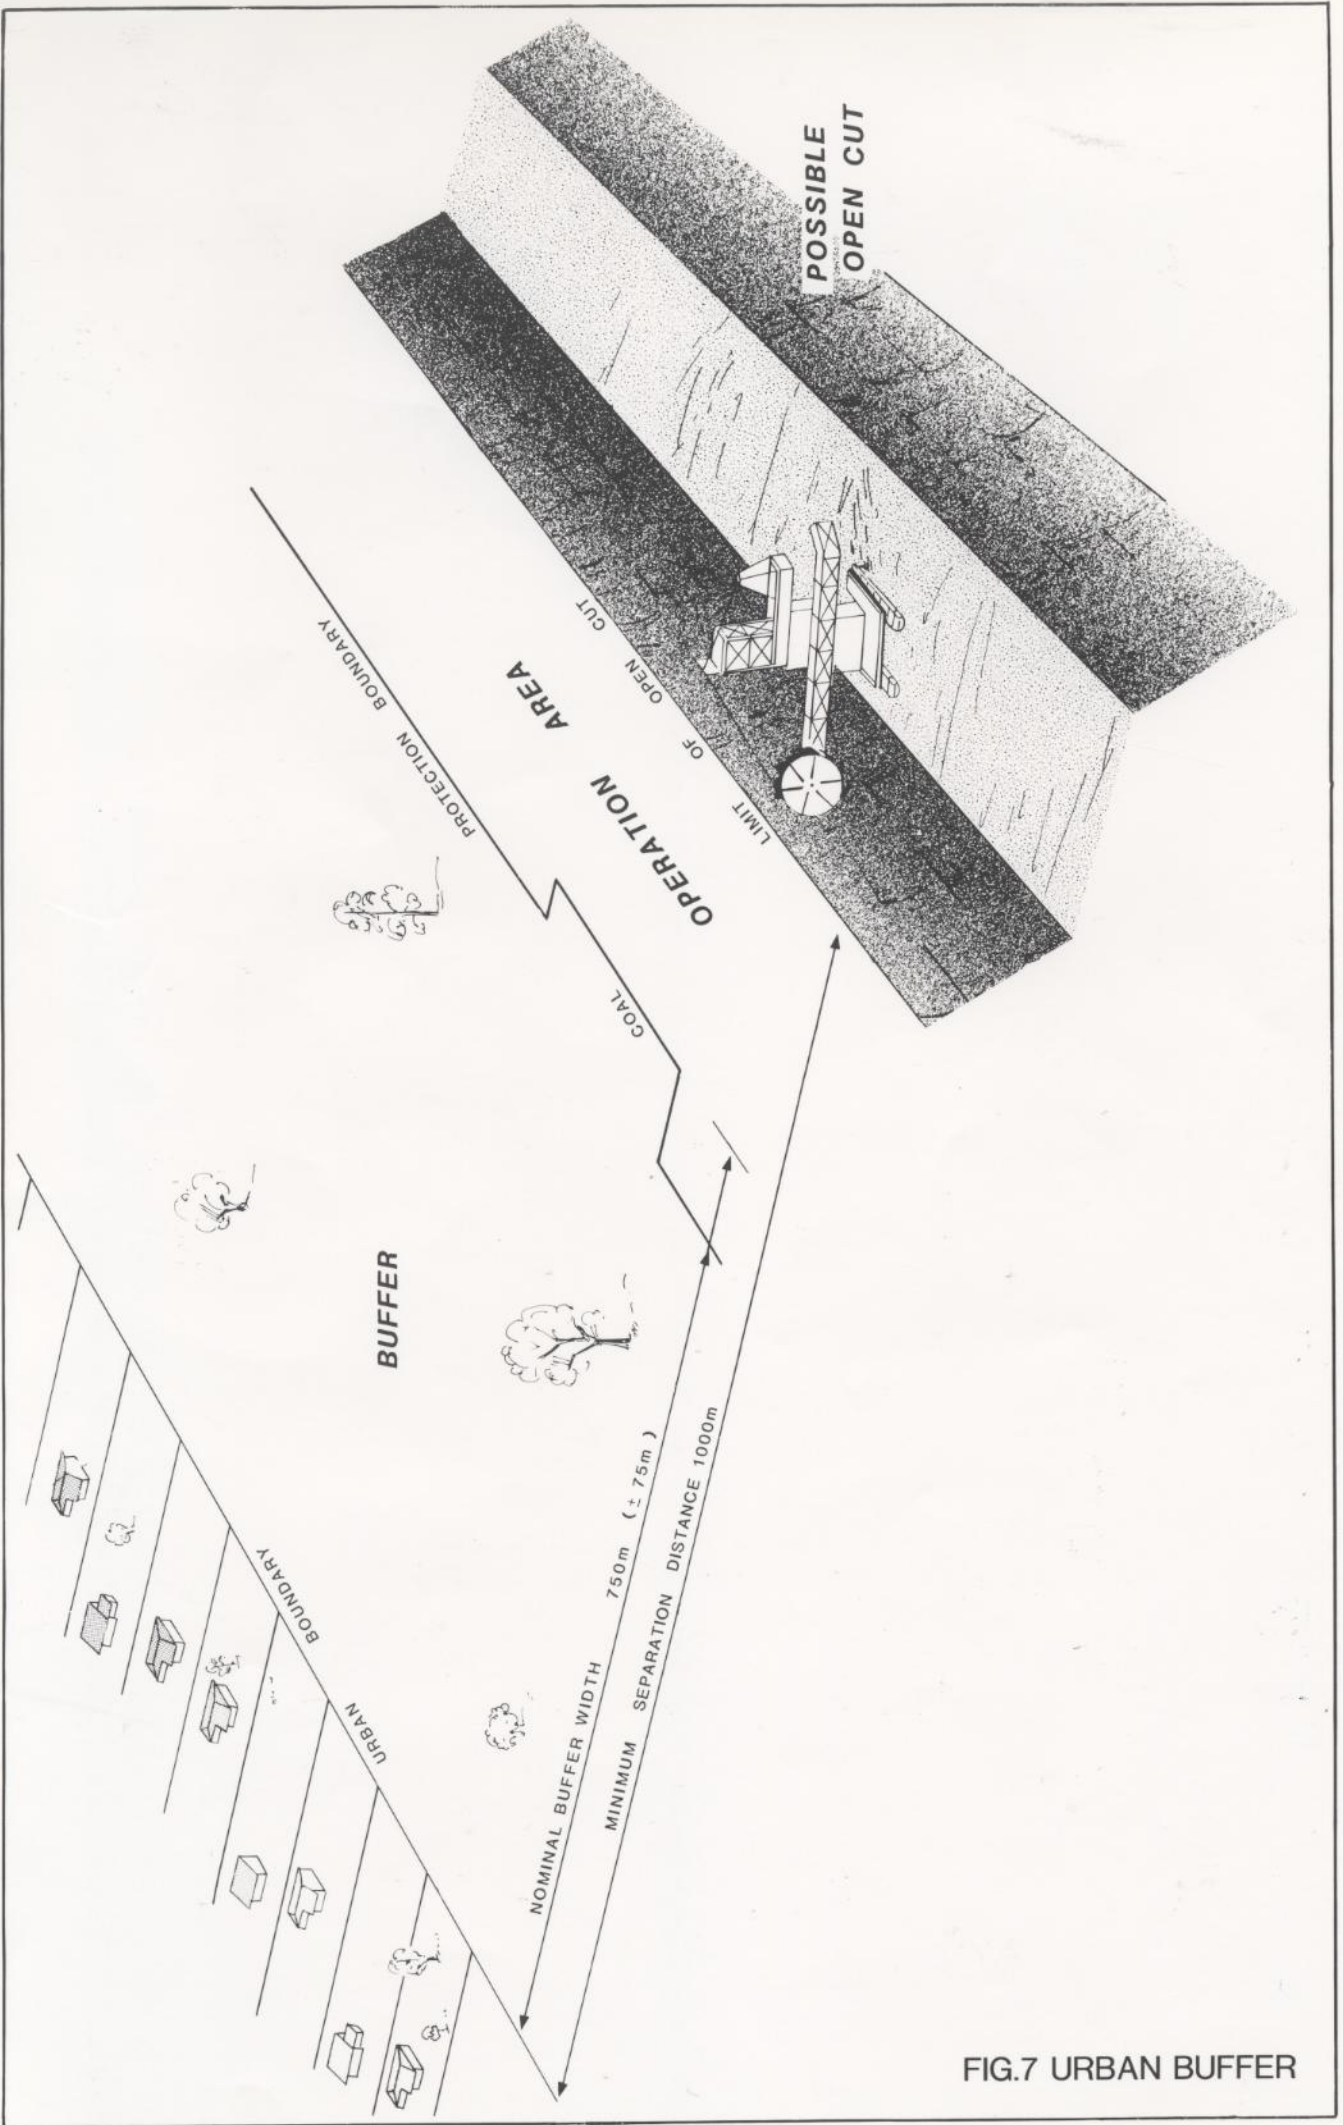 POSSIBLE
OPEN CUT
LIMIT OF OPEN CUT
OPERATION AREA
COAL PROTECTION BOUNDARY
BUFFER
URBAN BOUNDARY
NOMINAL BUFFER WIDTH 750m (± 75m)
MINIMUM SEPARATION DISTANCE 1000m
FIG.7 URBAN BUFFER